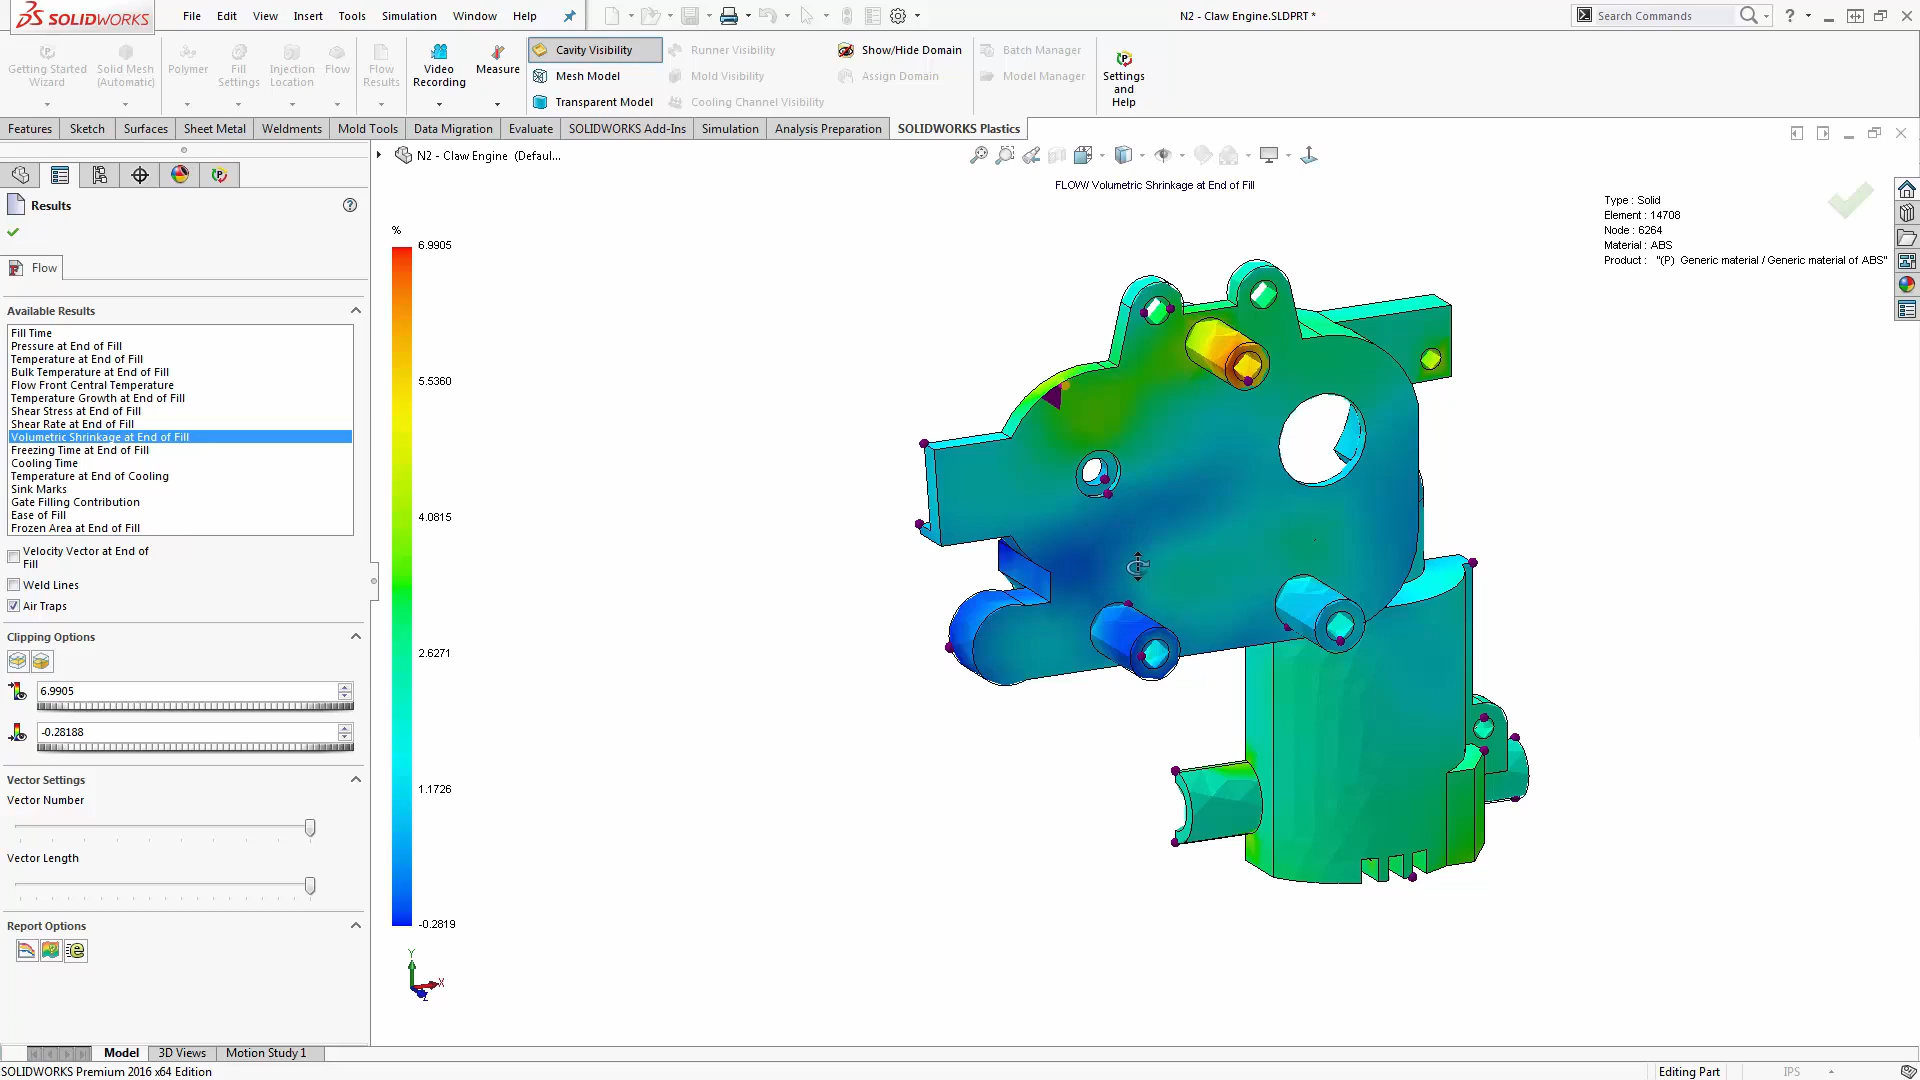 SOLIDWORKS
File Edit View Insert Tools Simulation Window Help
N2 - Claw Engine.SLDPRT *
Search Commands
Getting Started Wizard
Solid Mesh (Automatic)
Polymer
Fill Settings
Injection Location
Flow
Flow Results
Video Recording
Measure
Cavity Visibility
Mesh Model
Transparent Model
Runner Visibility
Mold Visibility
Cooling Channel Visibility
Show/Hide Domain
Assign Domain
Batch Manager
Model Manager
Settings and Help
Features Sketch Surfaces Sheet Metal Weldments Mold Tools Data Migration Evaluate SOLIDWORKS Add-Ins Simulation Analysis Preparation SOLIDWORKS Plastics
N2 - Claw Engine (Defaul...
FLOW/ Volumetric Shrinkage at End of Fill
Type : Solid
Element : 14708
Node : 6264
Material : ABS
Product : "(P) Generic material / Generic material of ABS"
Results
Flow
Available Results
Fill Time
Pressure at End of Fill
Temperature at End of Fill
Bulk Temperature at End of Fill
Flow Front Central Temperature
Temperature Growth at End of Fill
Shear Stress at End of Fill
Shear Rate at End of Fill
Volumetric Shrinkage at End of Fill
Freezing Time at End of Fill
Cooling Time
Temperature at End of Cooling
Sink Marks
Gate Filling Contribution
Ease of Fill
Frozen Area at End of Fill
Velocity Vector at End of
Fill
Weld Lines
Air Traps
Clipping Options
6.9905
-0.28188
Vector Settings
Vector Number
Vector Length
Report Options
%
6.9905
5.5360
4.0815
2.6271
1.1726
-0.2819
Y
X
Z
Model 3D Views Motion Study 1
SOLIDWORKS Premium 2016 x64 Edition
Editing Part
IPS